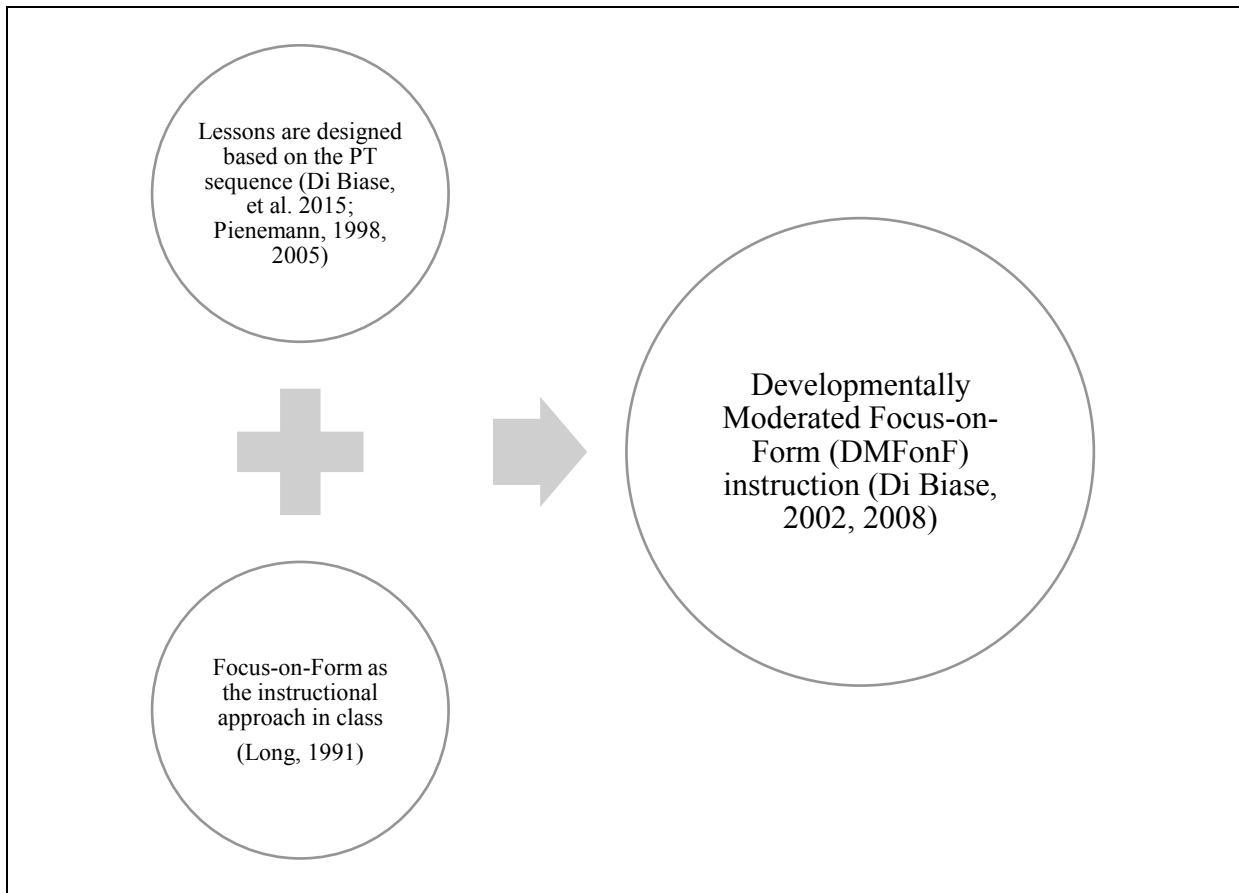 Lessons are designed
based on the PT
sequence (Di Biase,
et al. 2015;
Pienemann, 1998,
2005)
Focus-on-Form as
the instructional
approach in class
(Long, 1991)
Developmentally
Moderated Focus-on-
Form (DMFonF)
instruction (Di Biase,
2002, 2008)